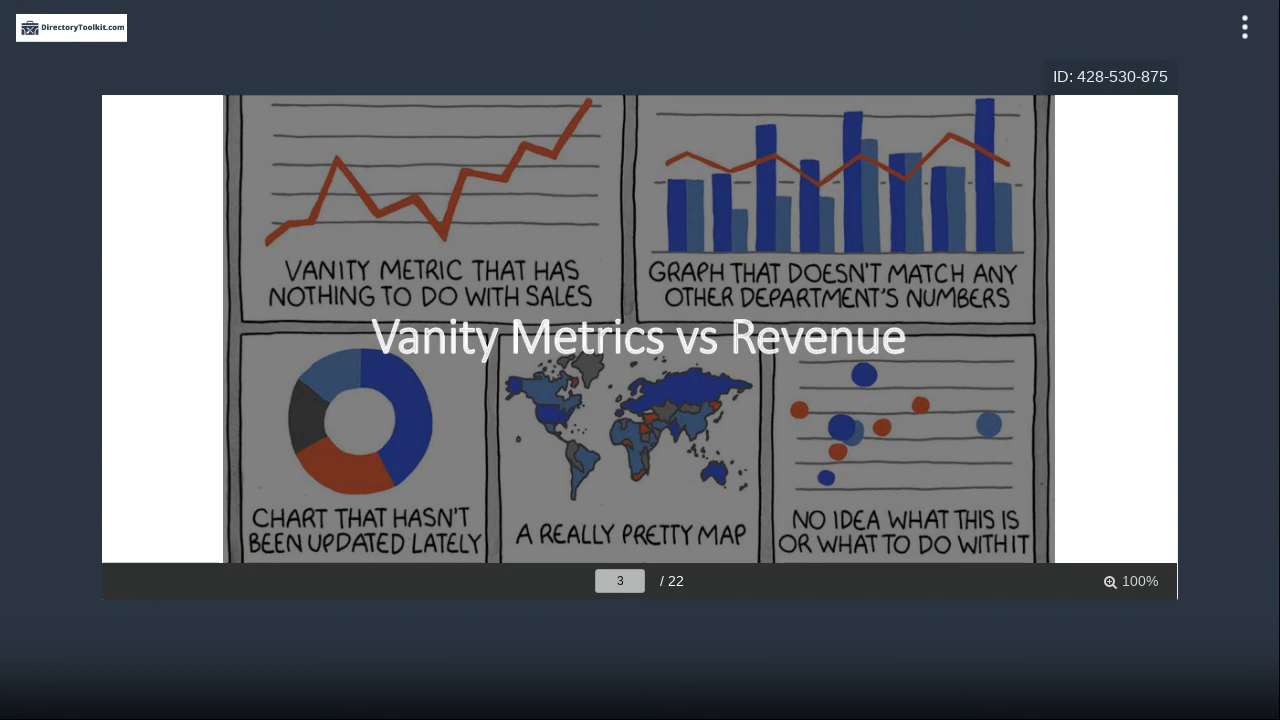 DirectoryToolkit.com
ID: 428-530-875
VANITY METRIC THAT HAS
NOTHING TO DO WITH SALES
GRAPH THAT DOESN'T MATCH ANY
OTHER DEPARTMENT'S NUMBERS
Vanity Metrics vs Revenue
CHART THAT HASN'T
BEEN UPDATED LATELY
A REALLY PRETTY MAP
NO IDEA WHAT THIS IS
OR WHAT TO DO WITH IT
3 / 22
100%